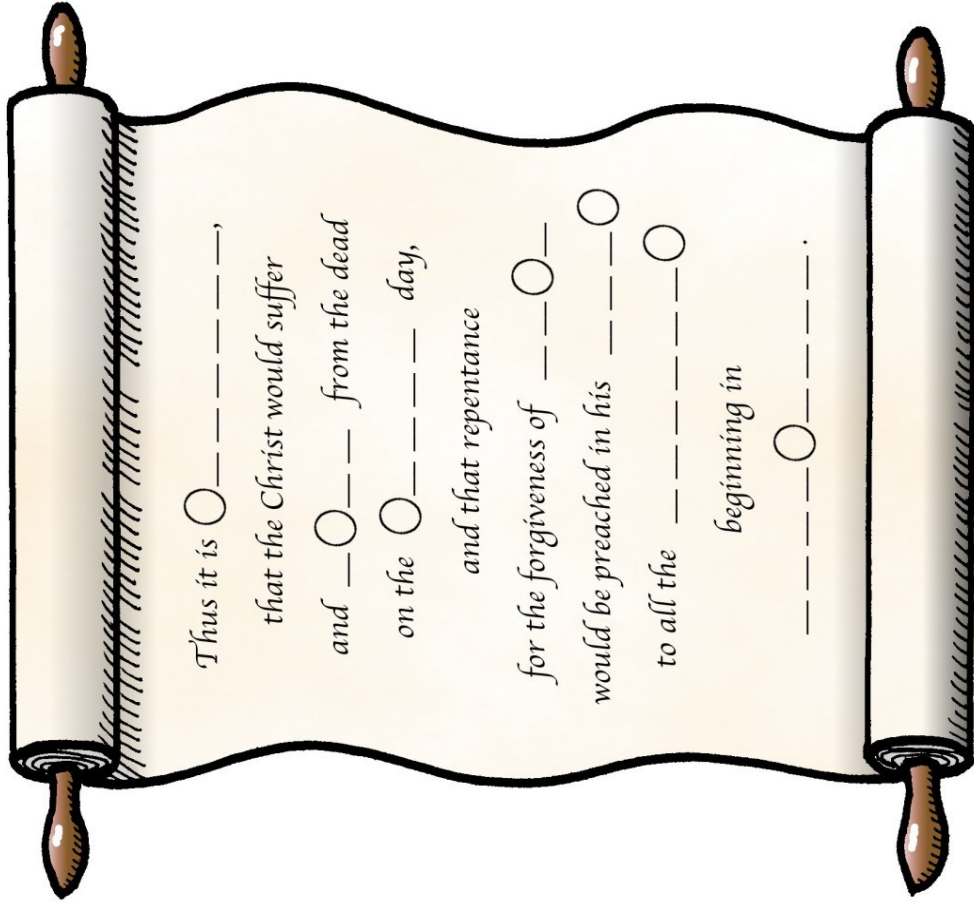 Thus it is ◯ _ _ _ _ _ _,
that the Christ would suffer
and _ ◯ _ _ from the dead
on the ◯ _ _ _ _ day,
and that repentance
for the forgiveness of _ _ ◯ _
would be preached in his _ _ _ ◯
to all the _ _ _ _ _ _ ◯
beginning in
_ _ _ _ ◯ _ _ _ _.